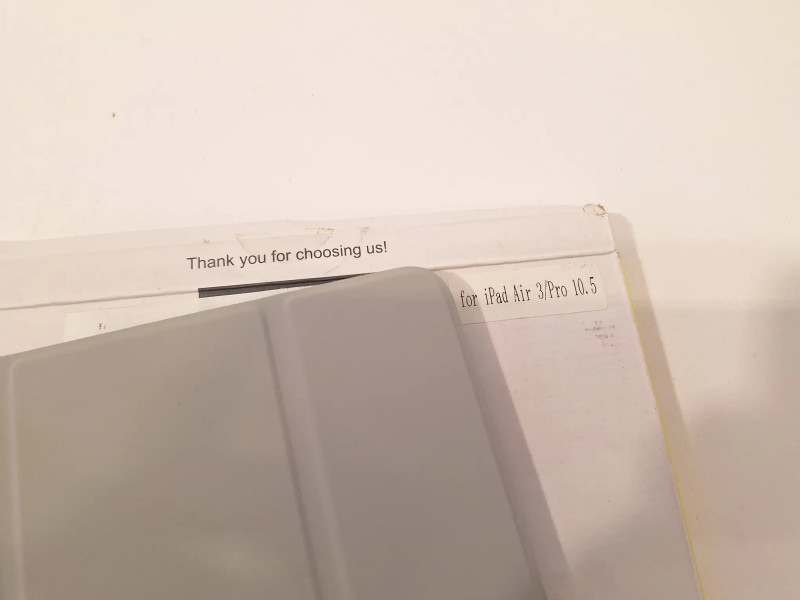 Thank you for choosing us!
for iPad Air 3/Pro 10.5